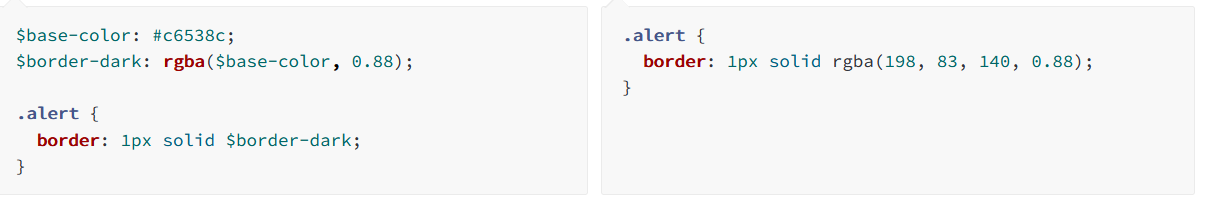 $base-color: #c6538c;
$border-dark: rgba($base-color, 0.88);
.alert {
  border: 1px solid $border-dark;
}
.alert {
  border: 1px solid rgba(198, 83, 140, 0.88);
}